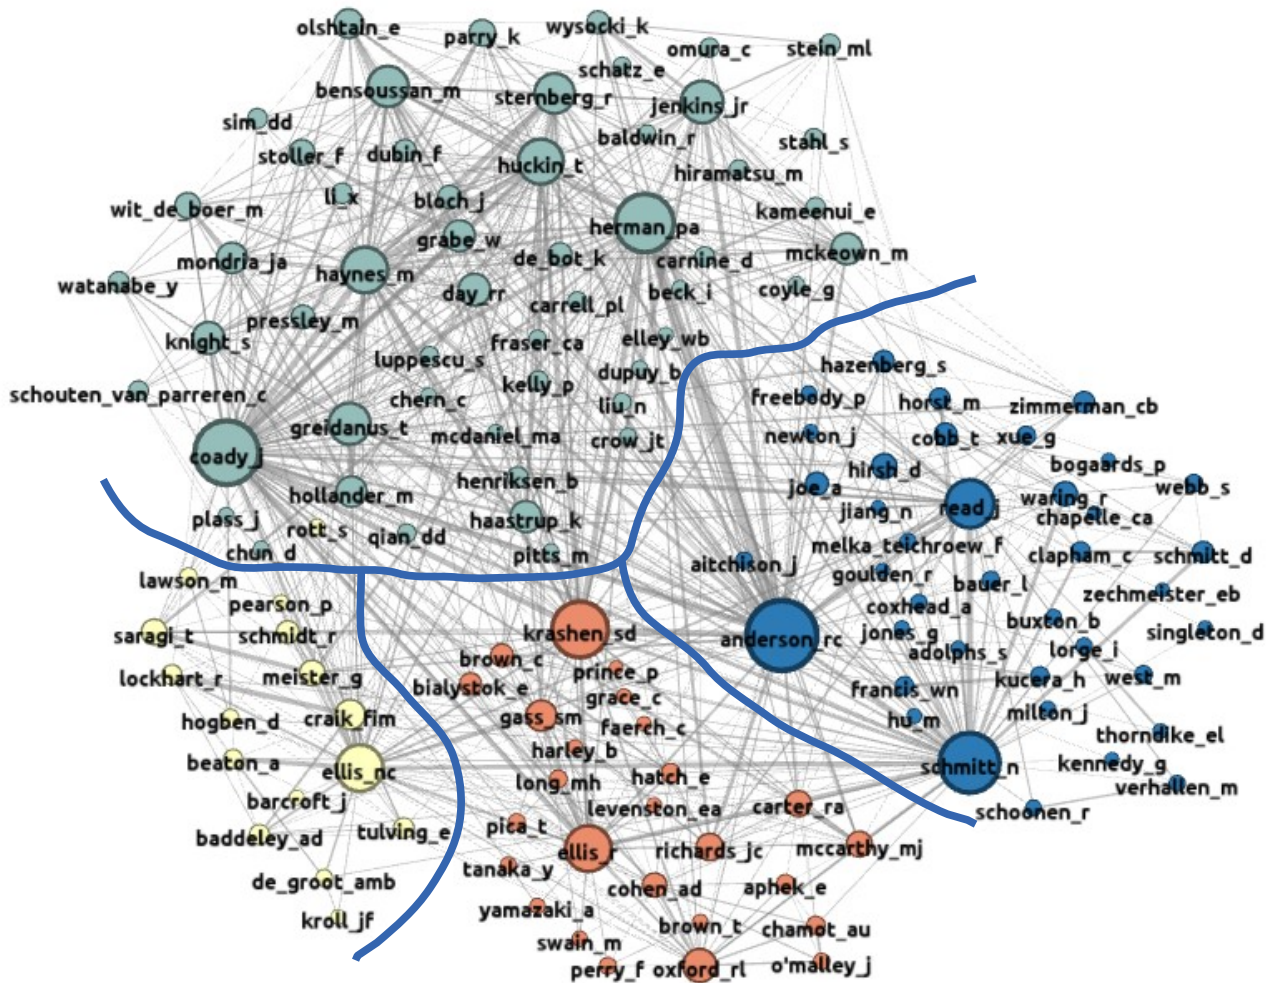 olshtain_e
parry_k
wysocki_k
omura_c
stein_ml
schatz_e
bensoussan_m
sternberg_r
jenkins_jr
sim_dd
stoller_f
dubin_f
baldwin_r
stahl_s
huckin_t
hiramatsu_m
li_x
bloch_j
wit_de_boer_m
kameenui_e
herman_pa
grabe_w
mondria_ja
haynes_m
de_bot_k
carnine_d
mckeown_m
watanabe_y
day_rr
carrell_pl
beck_i
coyle_g
pressley_m
knight_s
fraser_ca
elley_wb
luppescu_s
hazenberg_s
dupuy_b
kelly_p
schouten_van_parreren_c
chern_c
liu_n
freebody_p
horst_m
zimmerman_cb
greidanus_t
mcdaniel_ma
crow_jt
newton_j
cobb_t
xue_g
coady_j
hirsh_d
bogaards_p
henriksen_b
joe_a
webb_s
hollander_m
waring_r
read_j
jiang_n
chapelle_ca
plass_j
rott_s
qian_dd
haastrup_k
chun_d
pitts_m
melka_teichroew_f
clapham_c
schmitt_d
aitchison_j
goulden_r
bauer_l
lawson_m
zechmeister_eb
pearson_p
coxhead_a
buxton_b
saragi_t
schmidt_r
krashen_sd
anderson_rc
jones_g
singleton_d
adolphs_s
lorge_i
brown_c
prince_p
lockhart_r
meister_g
bialystok_e
grace_c
francis_wn
kucera_h
west_m
hogben_d
craik_fim
gass_sm
faerch_c
hu_m
milton_j
thorndike_el
harley_b
beaton_a
ellis_nc
long_mh
hatch_e
schmitt_n
kennedy_g
verhallen_m
barcroft_j
levenston_ea
carter_ra
schoonen_r
baddeley_ad
tulving_e
pica_t
ellis_r
richards_jc
mccarthy_mj
tanaka_y
de_groot_amb
cohen_ad
aphek_e
kroll_jf
yamazaki_a
brown_t
chamot_au
swain_m
perry_f
oxford_rl
o'malley_j